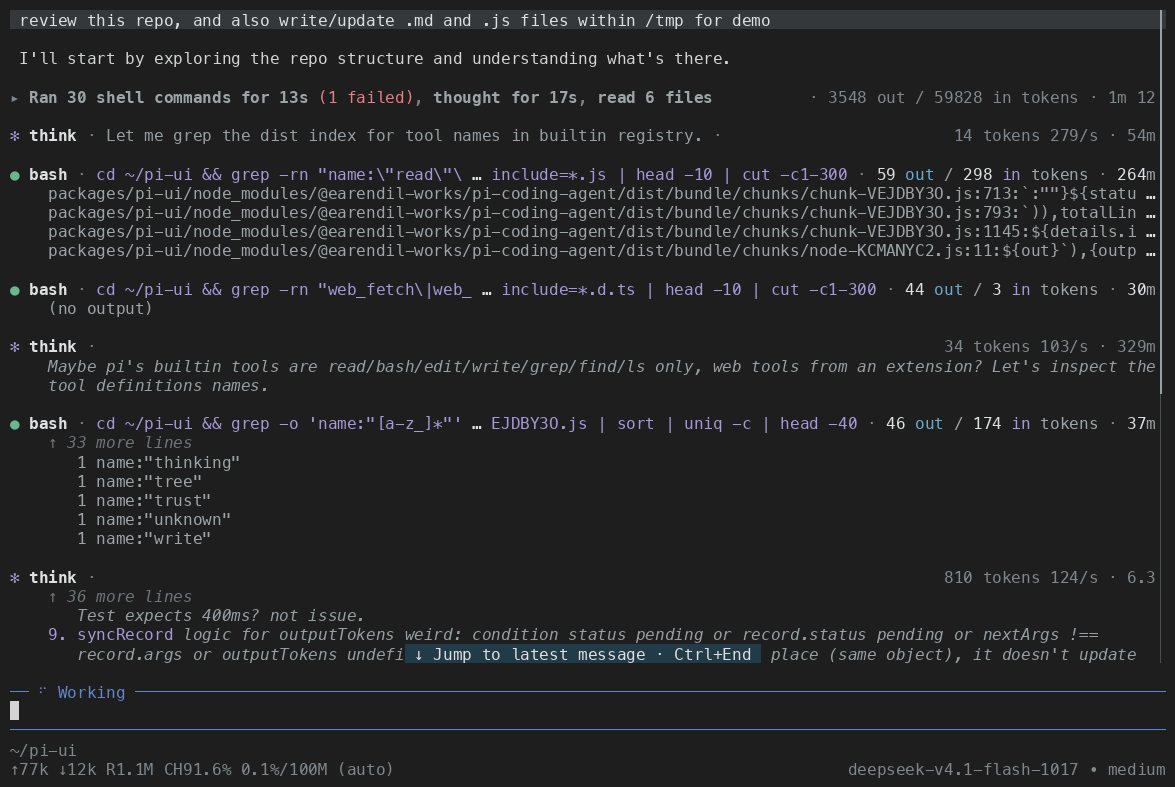 review this repo, and also write/update .md and .js files within /tmp for demo
I'll start by exploring the repo structure and understanding what's there.
▸ Ran 30 shell commands for 13s (1 failed), thought for 17s, read 6 files · 3548 out / 59828 in tokens · 1m 12
✻ think · Let me grep the dist index for tool names in builtin registry. · 14 tokens 279/s · 54m
● bash · cd ~/pi-ui && grep -rn "name:\"read\"\ … include=*.js | head -10 | cut -c1-300 · 59 out / 298 in tokens · 264m
packages/pi-ui/node_modules/@earendil-works/pi-coding-agent/dist/bundle/chunks/chunk-VEJDBY3O.js:713:`:""}${statu …
packages/pi-ui/node_modules/@earendil-works/pi-coding-agent/dist/bundle/chunks/chunk-VEJDBY3O.js:793:`)),totalLin …
packages/pi-ui/node_modules/@earendil-works/pi-coding-agent/dist/bundle/chunks/chunk-VEJDBY3O.js:1145:${details.i …
packages/pi-ui/node_modules/@earendil-works/pi-coding-agent/dist/bundle/chunks/node-KCMANYC2.js:11:${out}`),{outp …
● bash · cd ~/pi-ui && grep -rn "web_fetch\|web_ … include=*.d.ts | head -10 | cut -c1-300 · 44 out / 3 in tokens · 30m
(no output)
✻ think · 34 tokens 103/s · 329m
Maybe pi's builtin tools are read/bash/edit/write/grep/find/ls only, web tools from an extension? Let's inspect the
tool definitions names.
● bash · cd ~/pi-ui && grep -o 'name:"[a-z_]*"' … EJDBY3O.js | sort | uniq -c | head -40 · 46 out / 174 in tokens · 37m
↑ 33 more lines
1 name:"thinking"
1 name:"tree"
1 name:"trust"
1 name:"unknown"
1 name:"write"
✻ think · 810 tokens 124/s · 6.3
↑ 36 more lines
Test expects 400ms? not issue.
9. syncRecord logic for outputTokens weird: condition status pending or record.status pending or nextArgs !==
record.args or outputTokens undefi ↓ Jump to latest message · Ctrl+End place (same object), it doesn't update
Working
~/pi-ui
↑77k ↓12k R1.1M CH91.6% 0.1%/100M (auto) deepseek-v4.1-flash-1017 • medium